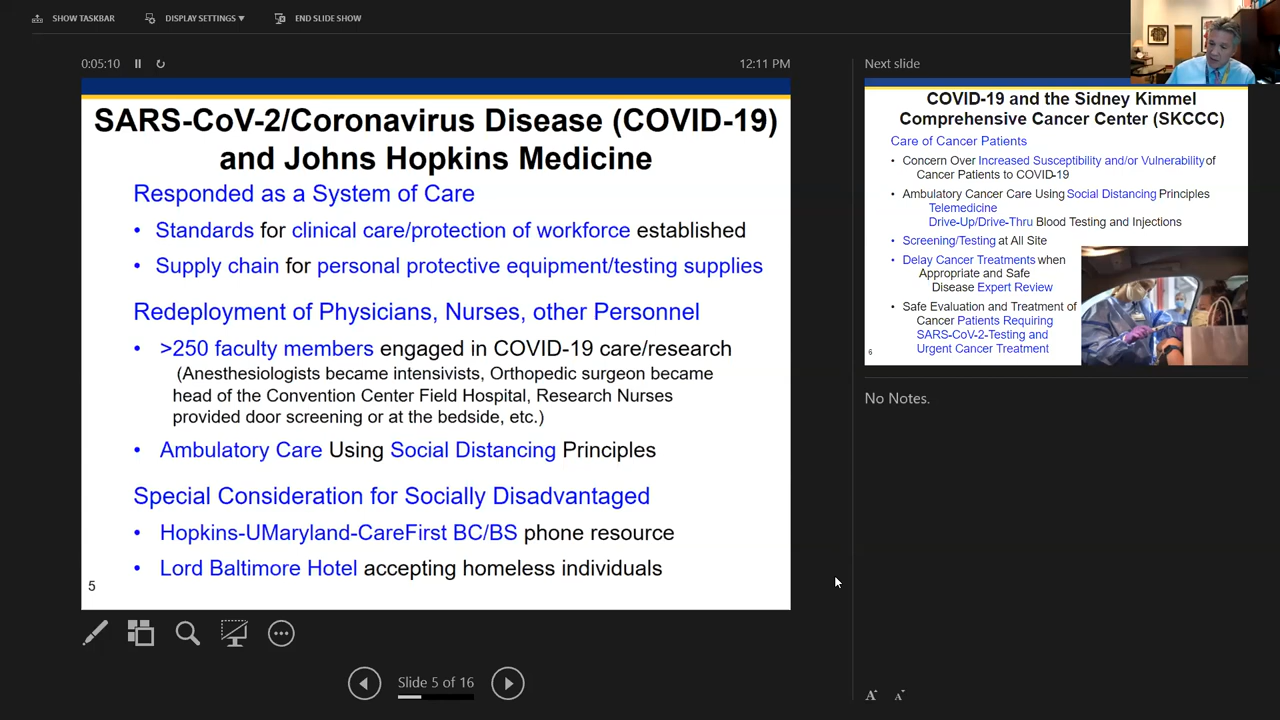 SHOW TASKBAR
DISPLAY SETTINGS ▼
END SLIDE SHOW
0:05:10
12:11 PM
SARS-CoV-2/Coronavirus Disease (COVID-19)
and Johns Hopkins Medicine
Responded as a System of Care
• Standards for clinical care/protection of workforce established
• Supply chain for personal protective equipment/testing supplies
Redeployment of Physicians, Nurses, other Personnel
• >250 faculty members engaged in COVID-19 care/research
(Anesthesiologists became intensivists, Orthopedic surgeon became
head of the Convention Center Field Hospital, Research Nurses
provided door screening or at the bedside, etc.)
• Ambulatory Care Using Social Distancing Principles
Special Consideration for Socially Disadvantaged
• Hopkins-UMaryland-CareFirst BC/BS phone resource
• Lord Baltimore Hotel accepting homeless individuals
5
Slide 5 of 16
Next slide
COVID-19 and the Sidney Kimmel
Comprehensive Cancer Center (SKCCC)
Care of Cancer Patients
• Concern Over Increased Susceptibility and/or Vulnerability of
Cancer Patients to COVID-19
• Ambulatory Cancer Care Using Social Distancing Principles
Telemedicine
Drive-Up/Drive-Thru Blood Testing and Injections
• Screening/Testing at All Site
• Delay Cancer Treatments when
Appropriate and Safe
Disease Expert Review
• Safe Evaluation and Treatment of
Cancer Patients Requiring
SARS-CoV-2-Testing and
Urgent Cancer Treatment
6
No Notes.
A A